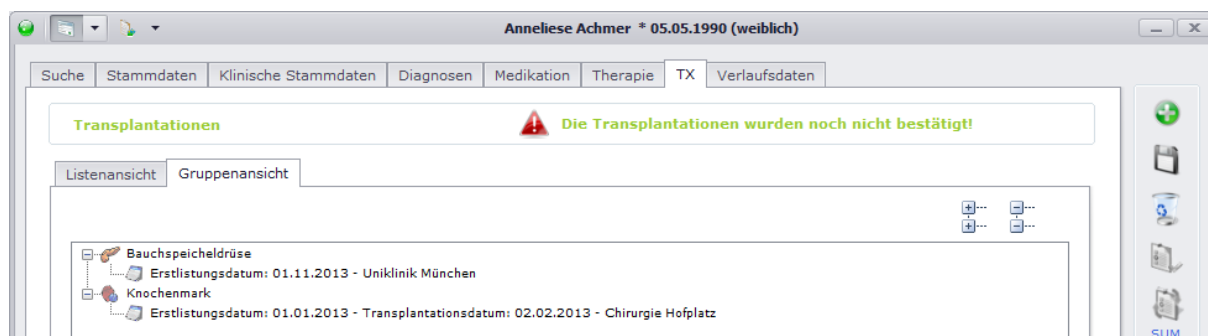 Anneliese Achmer * 05.05.1990 (weiblich)
Suche Stammdaten Klinische Stammdaten Diagnosen Medikation Therapie TX Verlaufsdaten
Transplantationen Die Transplantationen wurden noch nicht bestätigt!
Listenansicht Gruppenansicht
Bauchspeicheldrüse
Erstlistungsdatum: 01.11.2013 - Uniklinik München
Knochenmark
Erstlistungsdatum: 01.01.2013 - Transplantationsdatum: 02.02.2013 - Chirurgie Hofplatz
SUM